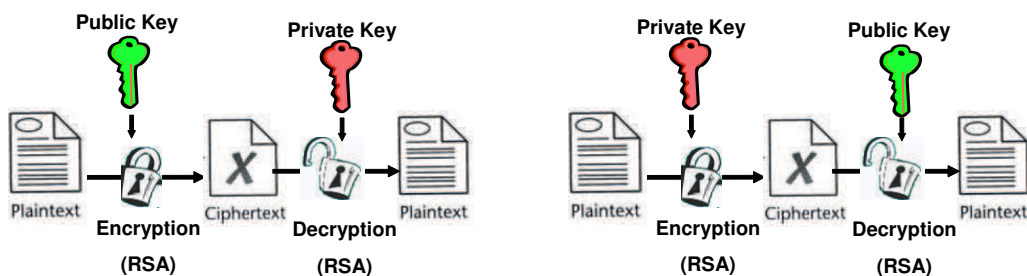 Public Key
Private Key
Plaintext
Ciphertext
X
Plaintext
Encryption
Decryption
(RSA)
(RSA)
Private Key
Public Key
Plaintext
Ciphertext
X
Plaintext
Encryption
Decryption
(RSA)
(RSA)